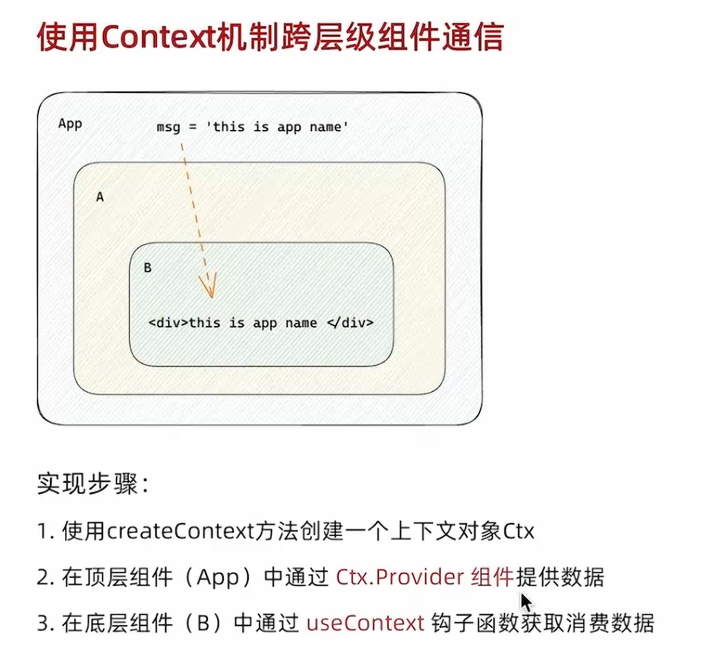 使用Context机制跨层级组件通信
App
msg = 'this is app name'
A
B
<div>this is app name </div>
实现步骤：
1. 使用createContext方法创建一个上下文对象Ctx
2. 在顶层组件（App）中通过 Ctx.Provider 组件提供数据
3. 在底层组件（B）中通过 useContext 钩子函数获取消费数据